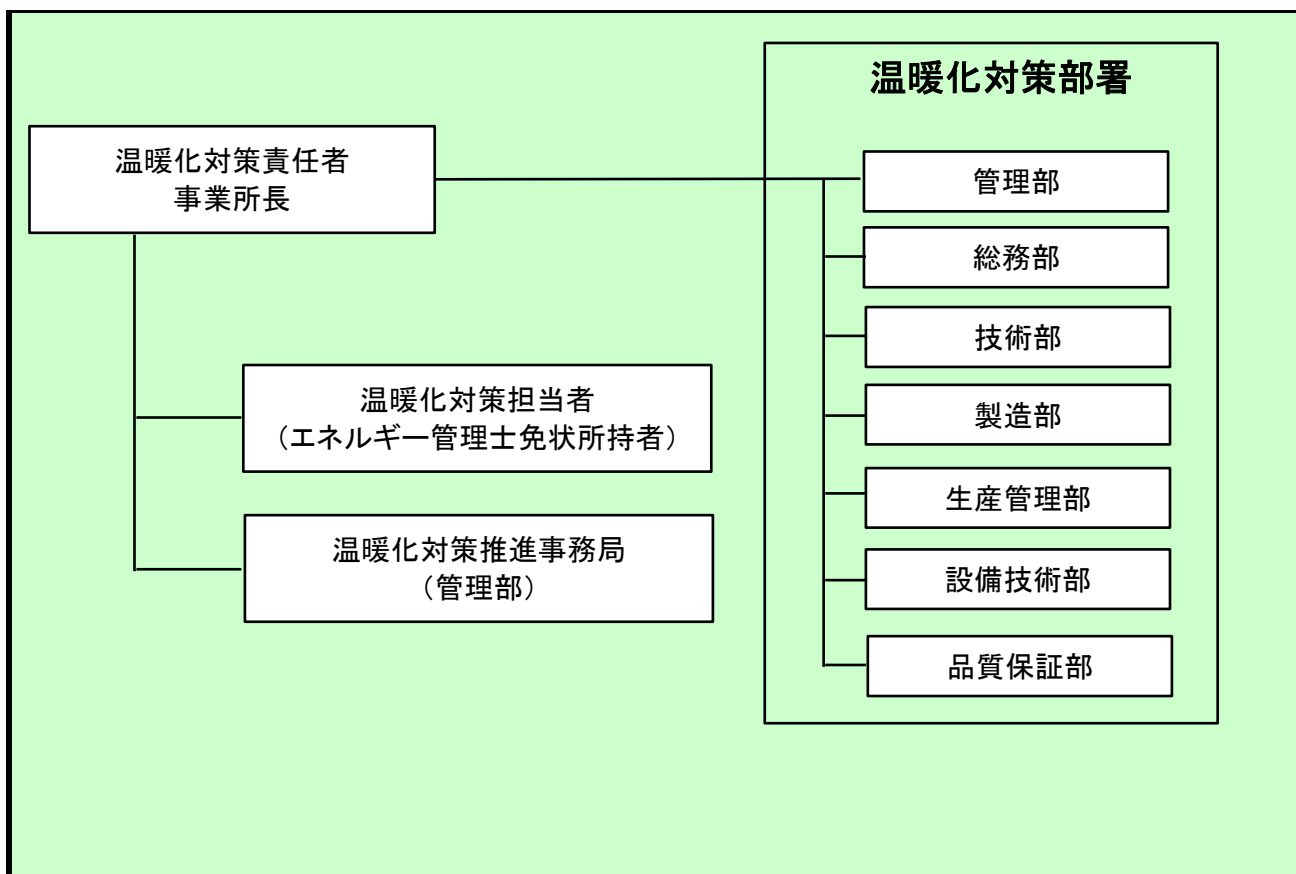 温暖化対策部署
温暖化対策責任者
事業所長
管理部
総務部
技術部
製造部
生産管理部
設備技術部
品質保証部
温暖化対策担当者
（エネルギー管理士免状所持者）
温暖化対策推進事務局
（管理部）